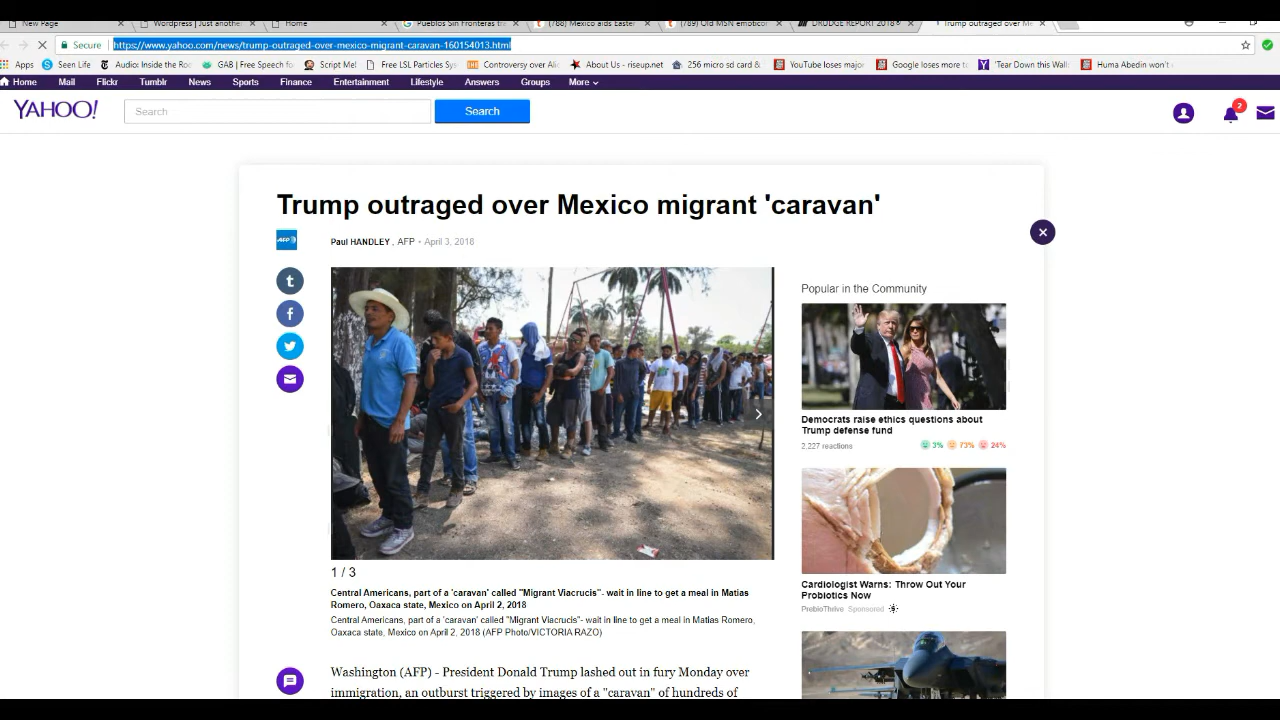 New Page
Wordpress | Just anothe
Home
Pueblos Sin Fronteras tr
(788) Mexico aids Easter
(789) Old MSN emoticor
DRUDGE REPORT 2018®
Trump outraged over Me
Secure
https://www.yahoo.com/news/trump-outraged-over-mexico-migrant-caravan-160154013.html
Apps
Seen Life
Audio: Inside the Ro
GAB | Free Speech fo
Script Me!
Free LSL Scripts Sy
Controversy over Al
About Us - riseup.net
256 micro sd card &
YouTube loses major
Google loses more
'Tear Down this Wall
Huma Abedin won't
Home
Mail
Flickr
Tumblr
News
Sports
Finance
Entertainment
Lifestyle
Answers
Groups
More
YAHOO!
Search
Search
2
Trump outraged over Mexico migrant 'caravan'
AFP
Paul HANDLEY , AFP • April 3, 2018
Popular in the Community
Democrats raise ethics questions about
Trump defense fund
2,227 reactions
3%
73%
24%
Cardiologist Warns: Throw Out Your
Probiotics Now
PrebioThrive Sponsored
1 / 3
Central Americans, part of a 'caravan' called "Migrant Viacrucis"- wait in line to get a meal in Matias
Romero, Oaxaca state, Mexico on April 2, 2018
Central Americans, part of a 'caravan' called "Migrant Viacrucis"- wait in line to get a meal in Matias Romero,
Oaxaca state, Mexico on April 2, 2018 (AFP Photo/VICTORIA RAZO)
Washington (AFP) - President Donald Trump lashed out in fury Monday over
immigration, an outburst triggered by images of a "caravan" of hundreds of